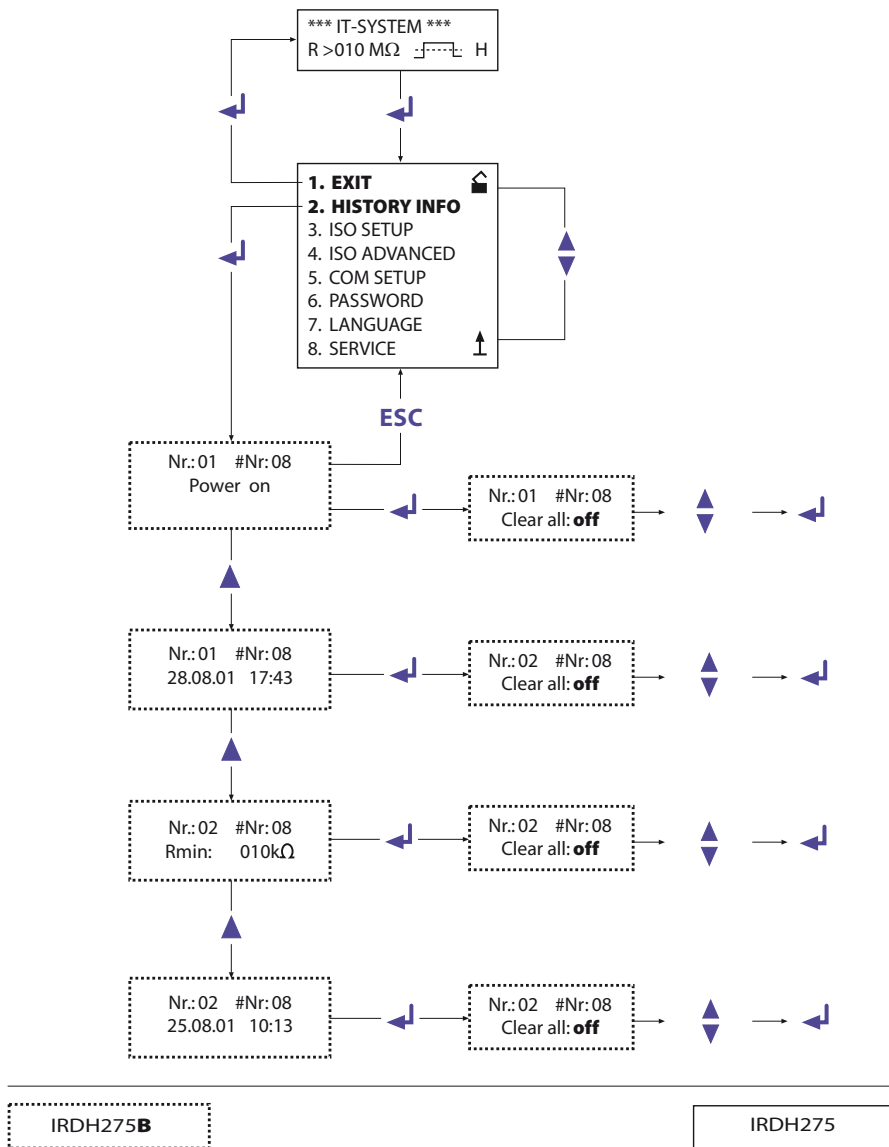 *** IT-SYSTEM ***
R >010 MΩ H
1. EXIT
2. HISTORY INFO
3. ISO SETUP
4. ISO ADVANCED
5. COM SETUP
6. PASSWORD
7. LANGUAGE
8. SERVICE
ESC
Nr.: 01 #Nr: 08
Power on
Nr.: 01 #Nr: 08
Clear all: off
Nr.: 01 #Nr: 08
28.08.01 17:43
Nr.: 02 #Nr: 08
Clear all: off
Nr.: 02 #Nr: 08
Rmin: 010kΩ
Nr.: 02 #Nr: 08
Clear all: off
Nr.: 02 #Nr: 08
25.08.01 10:13
Nr.: 02 #Nr: 08
Clear all: off
IRDH275B
IRDH275